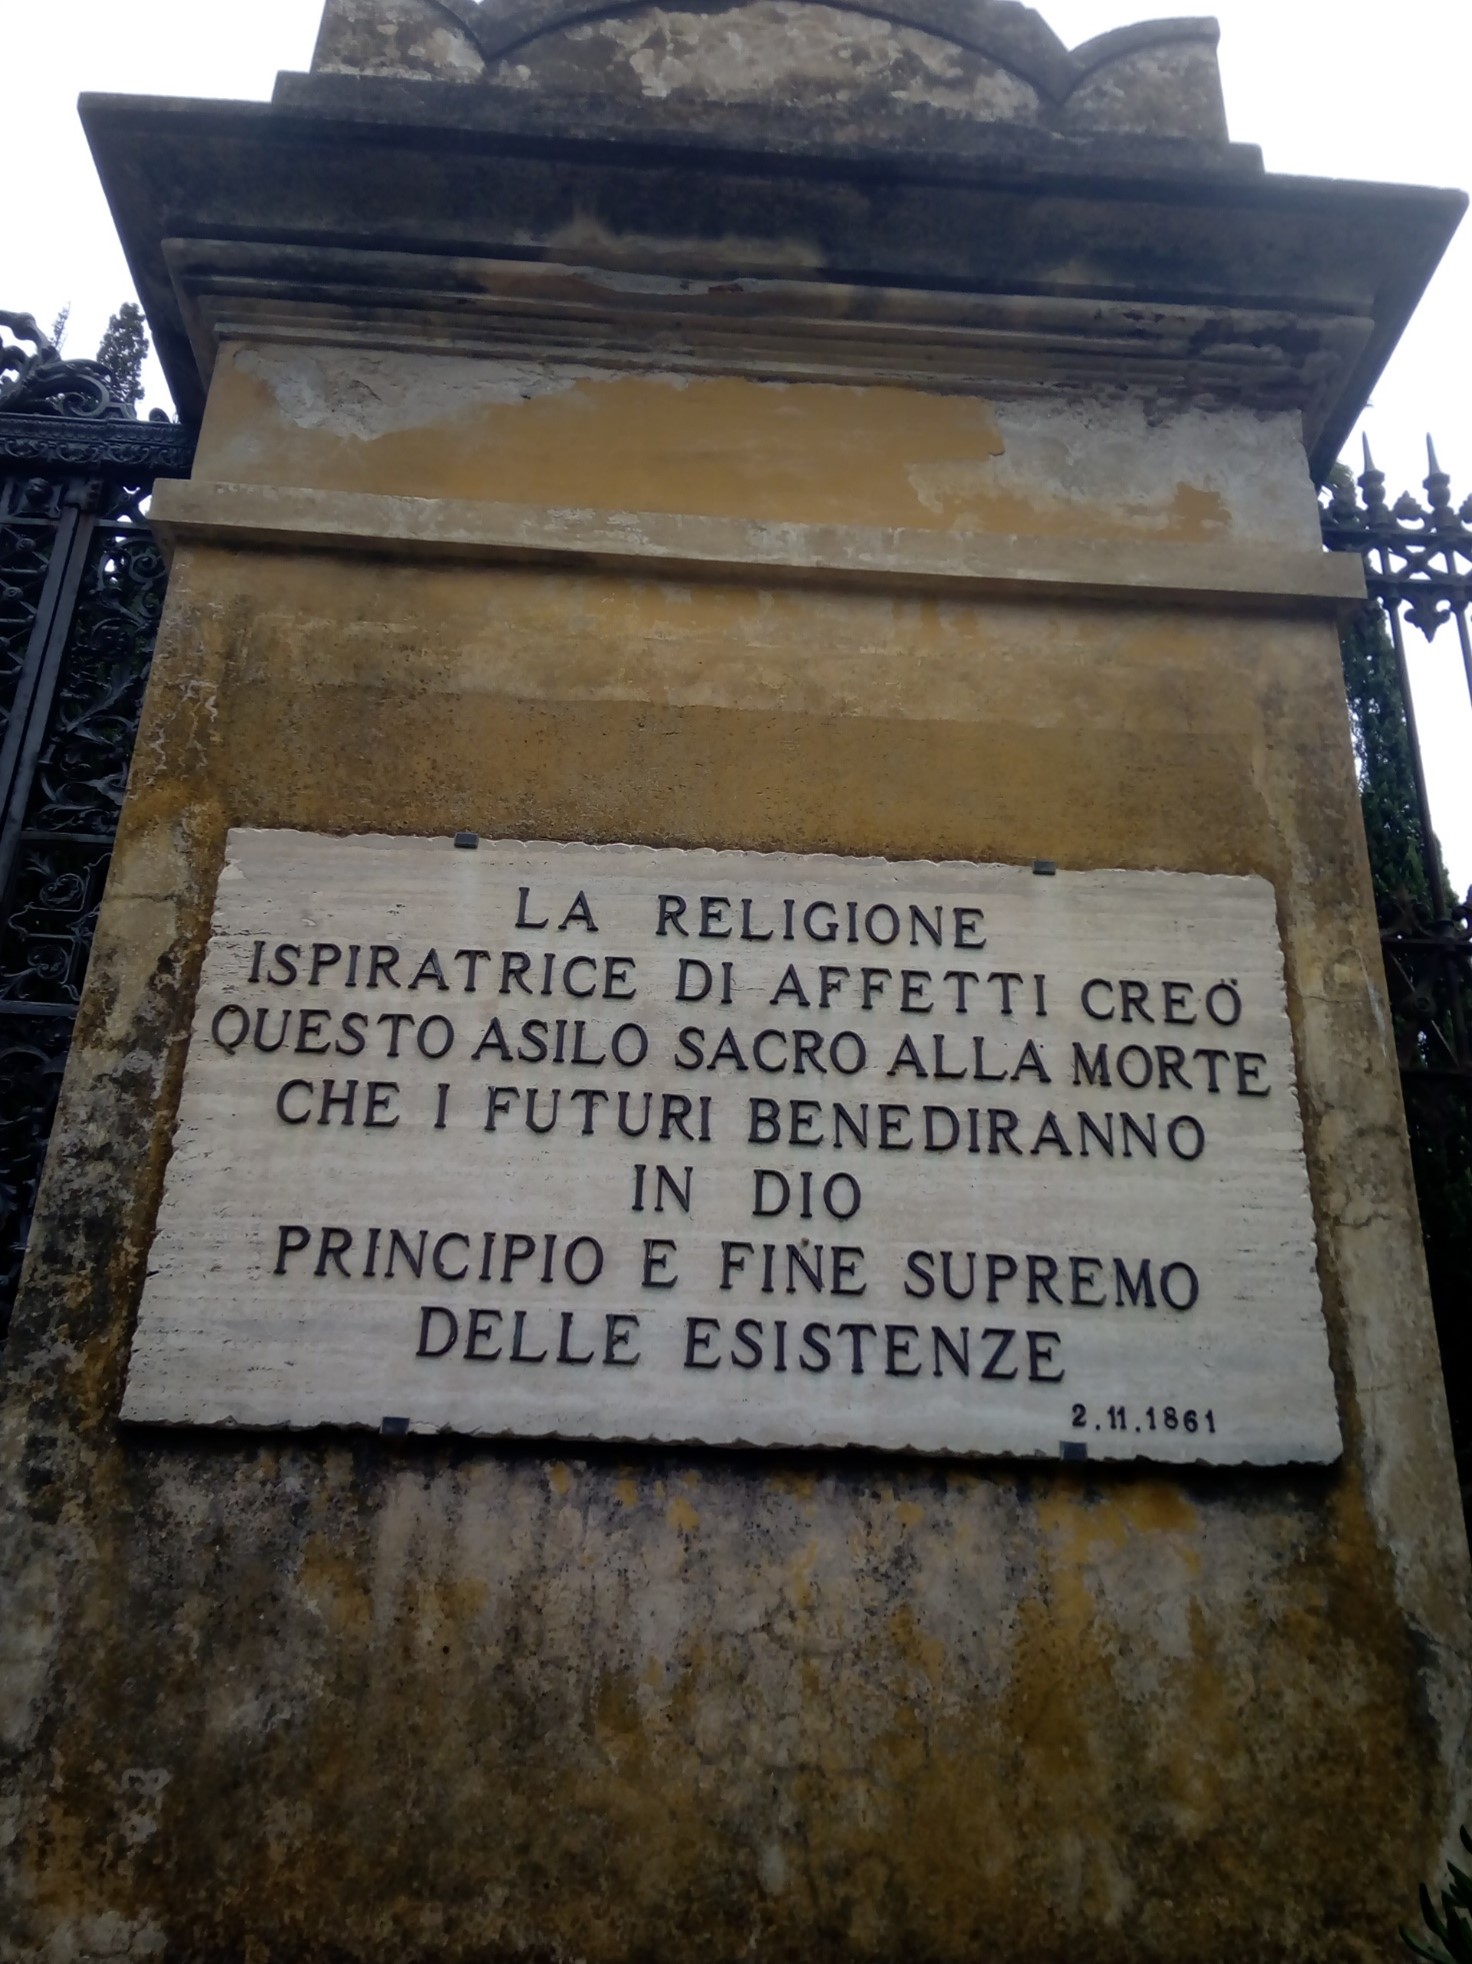 LA RELIGIONE
ISPIRATRICE DI AFFETTI CREÒ
QUESTO ASILO SACRO ALLA MORTE
CHE I FUTURI BENEDIRANNO
IN DIO
PRINCIPIO E FINE SUPREMO
DELLE ESISTENZE
2.11.1861